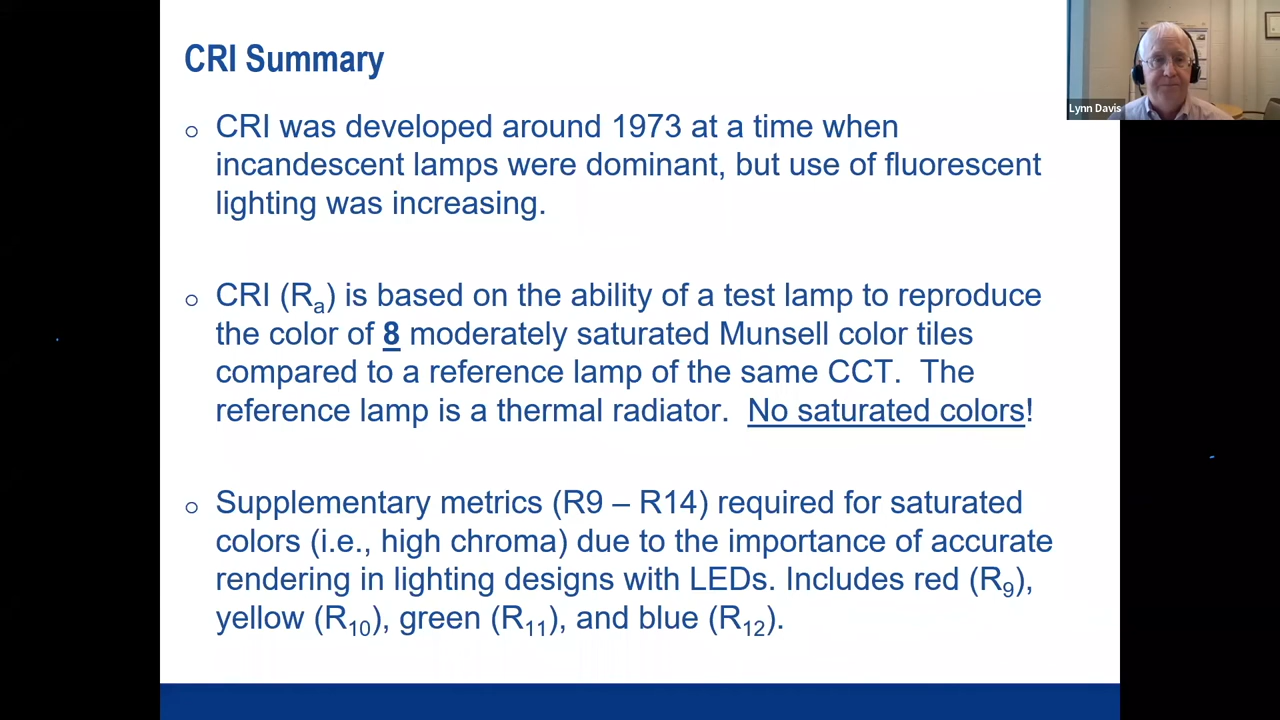 CRI Summary
Lynn Davis
○ CRI was developed around 1973 at a time when
incandescent lamps were dominant, but use of fluorescent
lighting was increasing.
○ CRI (Ra) is based on the ability of a test lamp to reproduce
the color of 8 moderately saturated Munsell color tiles
compared to a reference lamp of the same CCT. The
reference lamp is a thermal radiator. No saturated colors!
○ Supplementary metrics (R9 – R14) required for saturated
colors (i.e., high chroma) due to the importance of accurate
rendering in lighting designs with LEDs. Includes red (R9),
yellow (R10), green (R11), and blue (R12).